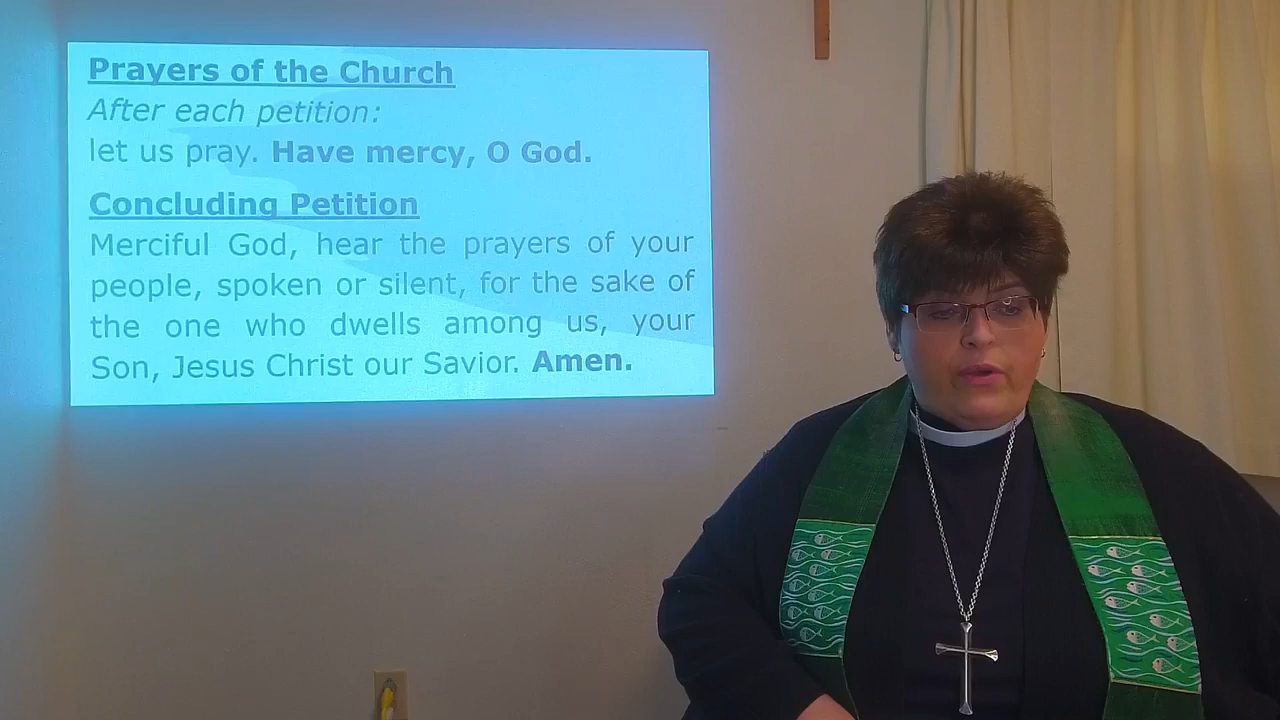 Prayers of the Church
After each petition:
let us pray. Have mercy, O God.
Concluding Petition
Merciful God, hear the prayers of your
people, spoken or silent, for the sake of
the one who dwells among us, your
Son, Jesus Christ our Savior. Amen.